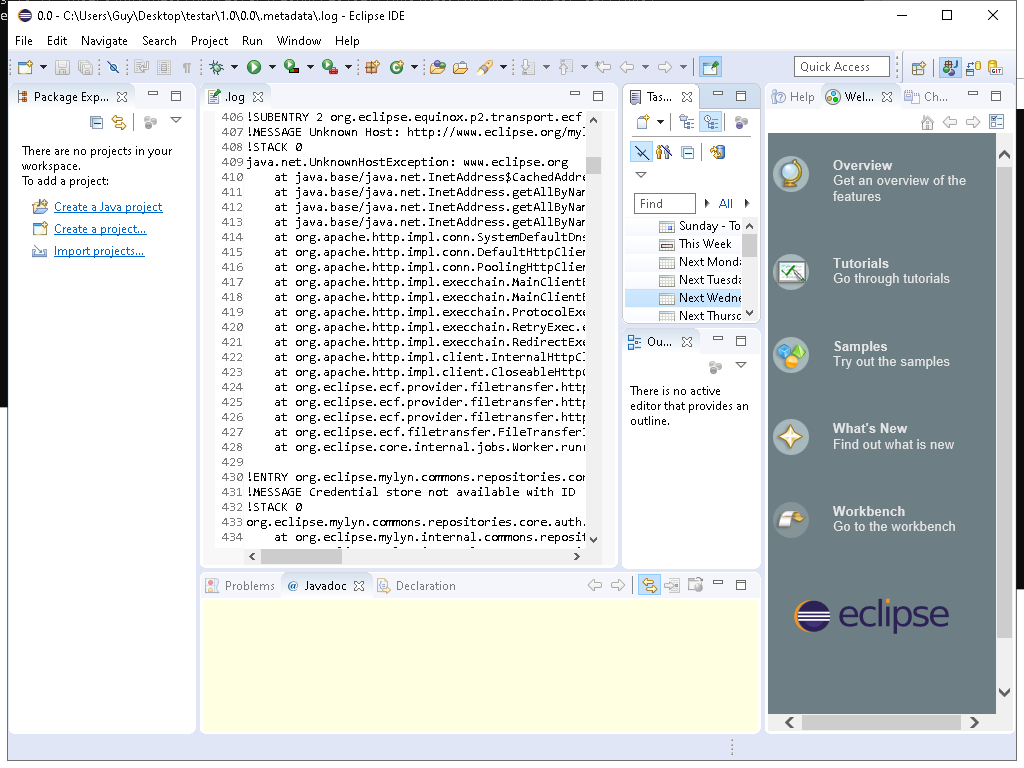 0.0 - C:\Users\Guy\Desktop\testar\1.0\0.0\.metadata\.log - Eclipse IDE
File Edit Navigate Search Project Run Window Help
Quick Access
Package Exp...
There are no projects in your
workspace.
To add a project:
Create a Java project
Create a project...
Import projects...
.log
406 !SUBENTRY 2 org.eclipse.equinox.p2.transport.ecf
407 !MESSAGE Unknown Host: http://www.eclipse.org/myl
408 !STACK 0
409 java.net.UnknownHostException: www.eclipse.org
410 at java.base/java.net.InetAddress$CachedAddre
411 at java.base/java.net.InetAddress.getAllByNam
412 at java.base/java.net.InetAddress.getAllByNam
413 at java.base/java.net.InetAddress.getAllByNam
414 at org.apache.http.impl.conn.SystemDefaultDns
415 at org.apache.http.impl.conn.DefaultHttpClien
416 at org.apache.http.impl.conn.PoolingHttpClien
417 at org.apache.http.impl.execchain.MainClientE
418 at org.apache.http.impl.execchain.MainClientE
419 at org.apache.http.impl.execchain.ProtocolExe
420 at org.apache.http.impl.execchain.RetryExec.e
421 at org.apache.http.impl.execchain.RedirectExe
422 at org.apache.http.impl.client.InternalHttpCl
423 at org.apache.http.impl.client.CloseableHttpC
424 at org.eclipse.ecf.provider.filetransfer.http
425 at org.eclipse.ecf.provider.filetransfer.http
426 at org.eclipse.ecf.provider.filetransfer.http
427 at org.eclipse.ecf.filetransfer.FileTransferJ
428 at org.eclipse.core.internal.jobs.Worker.run(
429
430 !ENTRY org.eclipse.mylyn.commons.repositories.cor
431 !MESSAGE Credential store not available with ID
432 !STACK 0
433 org.eclipse.mylyn.commons.repositories.core.auth.
434 at org.eclipse.mylyn.internal.commons.reposit
Tas...
Find All
Sunday - To
This Week
Next Monda
Next Tuesda
Next Wedne
Next Thursd
Ou...
There is no active
editor that provides an
outline.
Problems @ Javadoc Declaration
Help Wel... Ch...
Overview
Get an overview of the
features
Tutorials
Go through tutorials
Samples
Try out the samples
What's New
Find out what is new
Workbench
Go to the workbench
eclipse